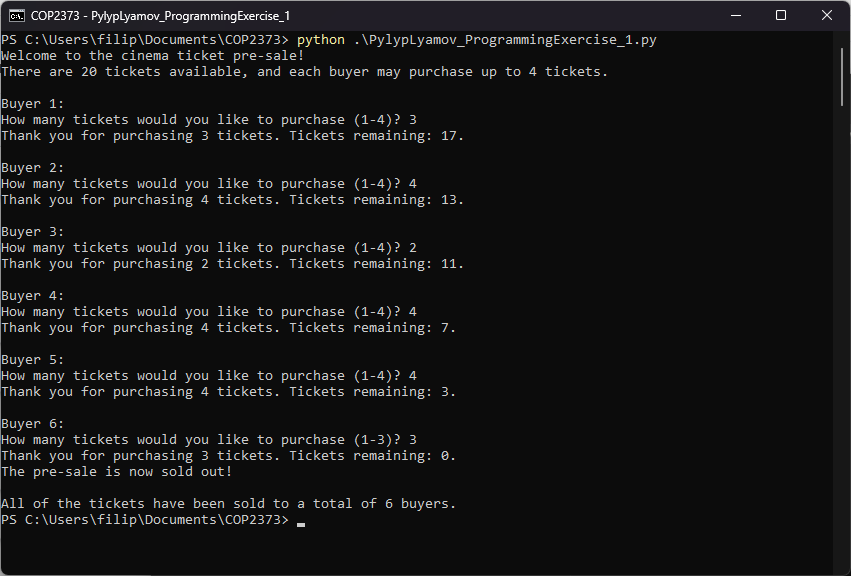 COP2373 - PylypLyamov_ProgrammingExercise_1
PS C:\Users\filip\Documents\COP2373> python .\PylypLyamov_ProgrammingExercise_1.py
Welcome to the cinema ticket pre-sale!
There are 20 tickets available, and each buyer may purchase up to 4 tickets.
Buyer 1:
How many tickets would you like to purchase (1-4)? 3
Thank you for purchasing 3 tickets. Tickets remaining: 17.
Buyer 2:
How many tickets would you like to purchase (1-4)? 4
Thank you for purchasing 4 tickets. Tickets remaining: 13.
Buyer 3:
How many tickets would you like to purchase (1-4)? 2
Thank you for purchasing 2 tickets. Tickets remaining: 11.
Buyer 4:
How many tickets would you like to purchase (1-4)? 4
Thank you for purchasing 4 tickets. Tickets remaining: 7.
Buyer 5:
How many tickets would you like to purchase (1-4)? 4
Thank you for purchasing 4 tickets. Tickets remaining: 3.
Buyer 6:
How many tickets would you like to purchase (1-3)? 3
Thank you for purchasing 3 tickets. Tickets remaining: 0.
The pre-sale is now sold out!
All of the tickets have been sold to a total of 6 buyers.
PS C:\Users\filip\Documents\COP2373>